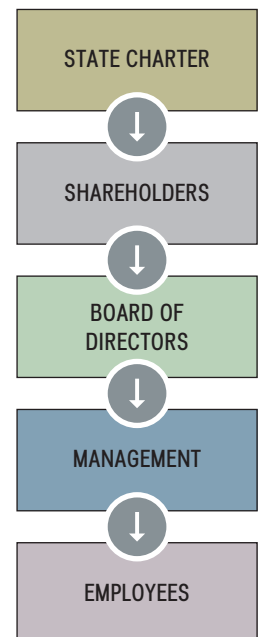 STATE CHARTER
SHAREHOLDERS
BOARD OF
DIRECTORS
MANAGEMENT
EMPLOYEES